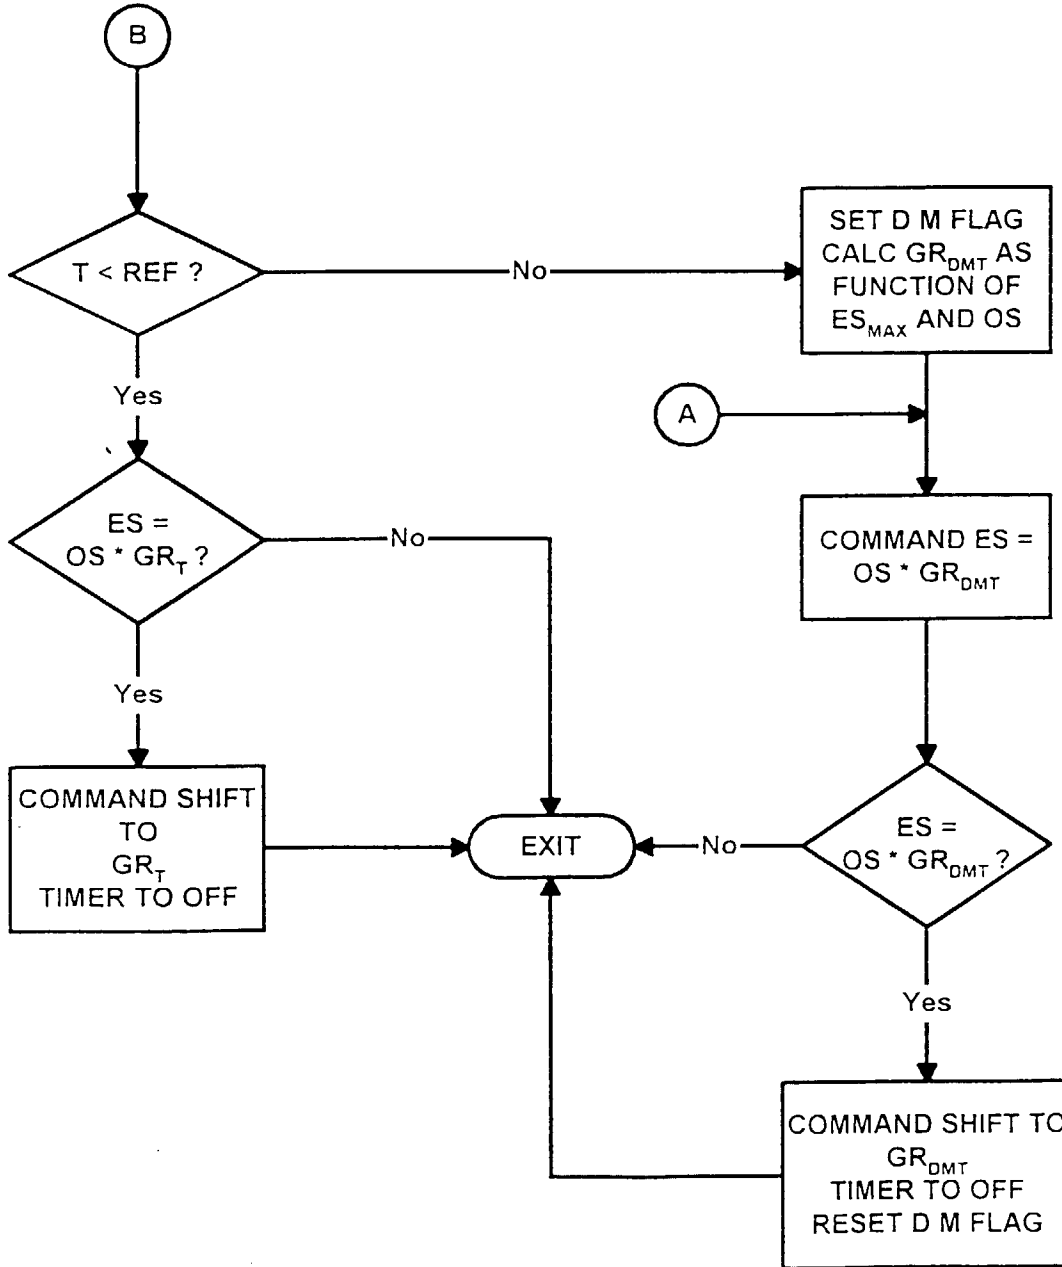 B
T < REF ?
No
SET D M FLAG
CALC GR_DMT AS
FUNCTION OF
ES_MAX AND OS
Yes
A
ES =
OS * GR_T ?
No
COMMAND ES =
OS * GR_DMT
Yes
COMMAND SHIFT
TO
GR_T
TIMER TO OFF
EXIT
No
ES =
OS * GR_DMT ?
Yes
COMMAND SHIFT TO
GR_DMT
TIMER TO OFF
RESET D M FLAG